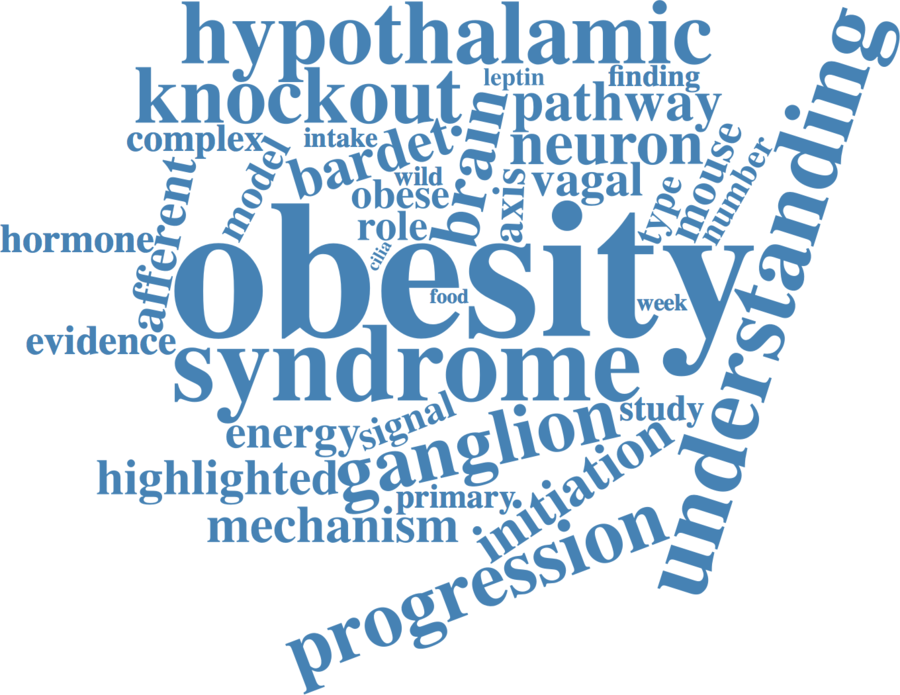 hypothalamic
leptin
finding
knockout
pathway
complex
intake
bardet
brain
neuron
mouse
number
model
wild
obese
axis
vagal
type
afferent
role
hormone
cilia
obesity
food
week
understanding
evidence
syndrome
energy
signal
ganglion
study
highlighted
primary
initiation
mechanism
progression